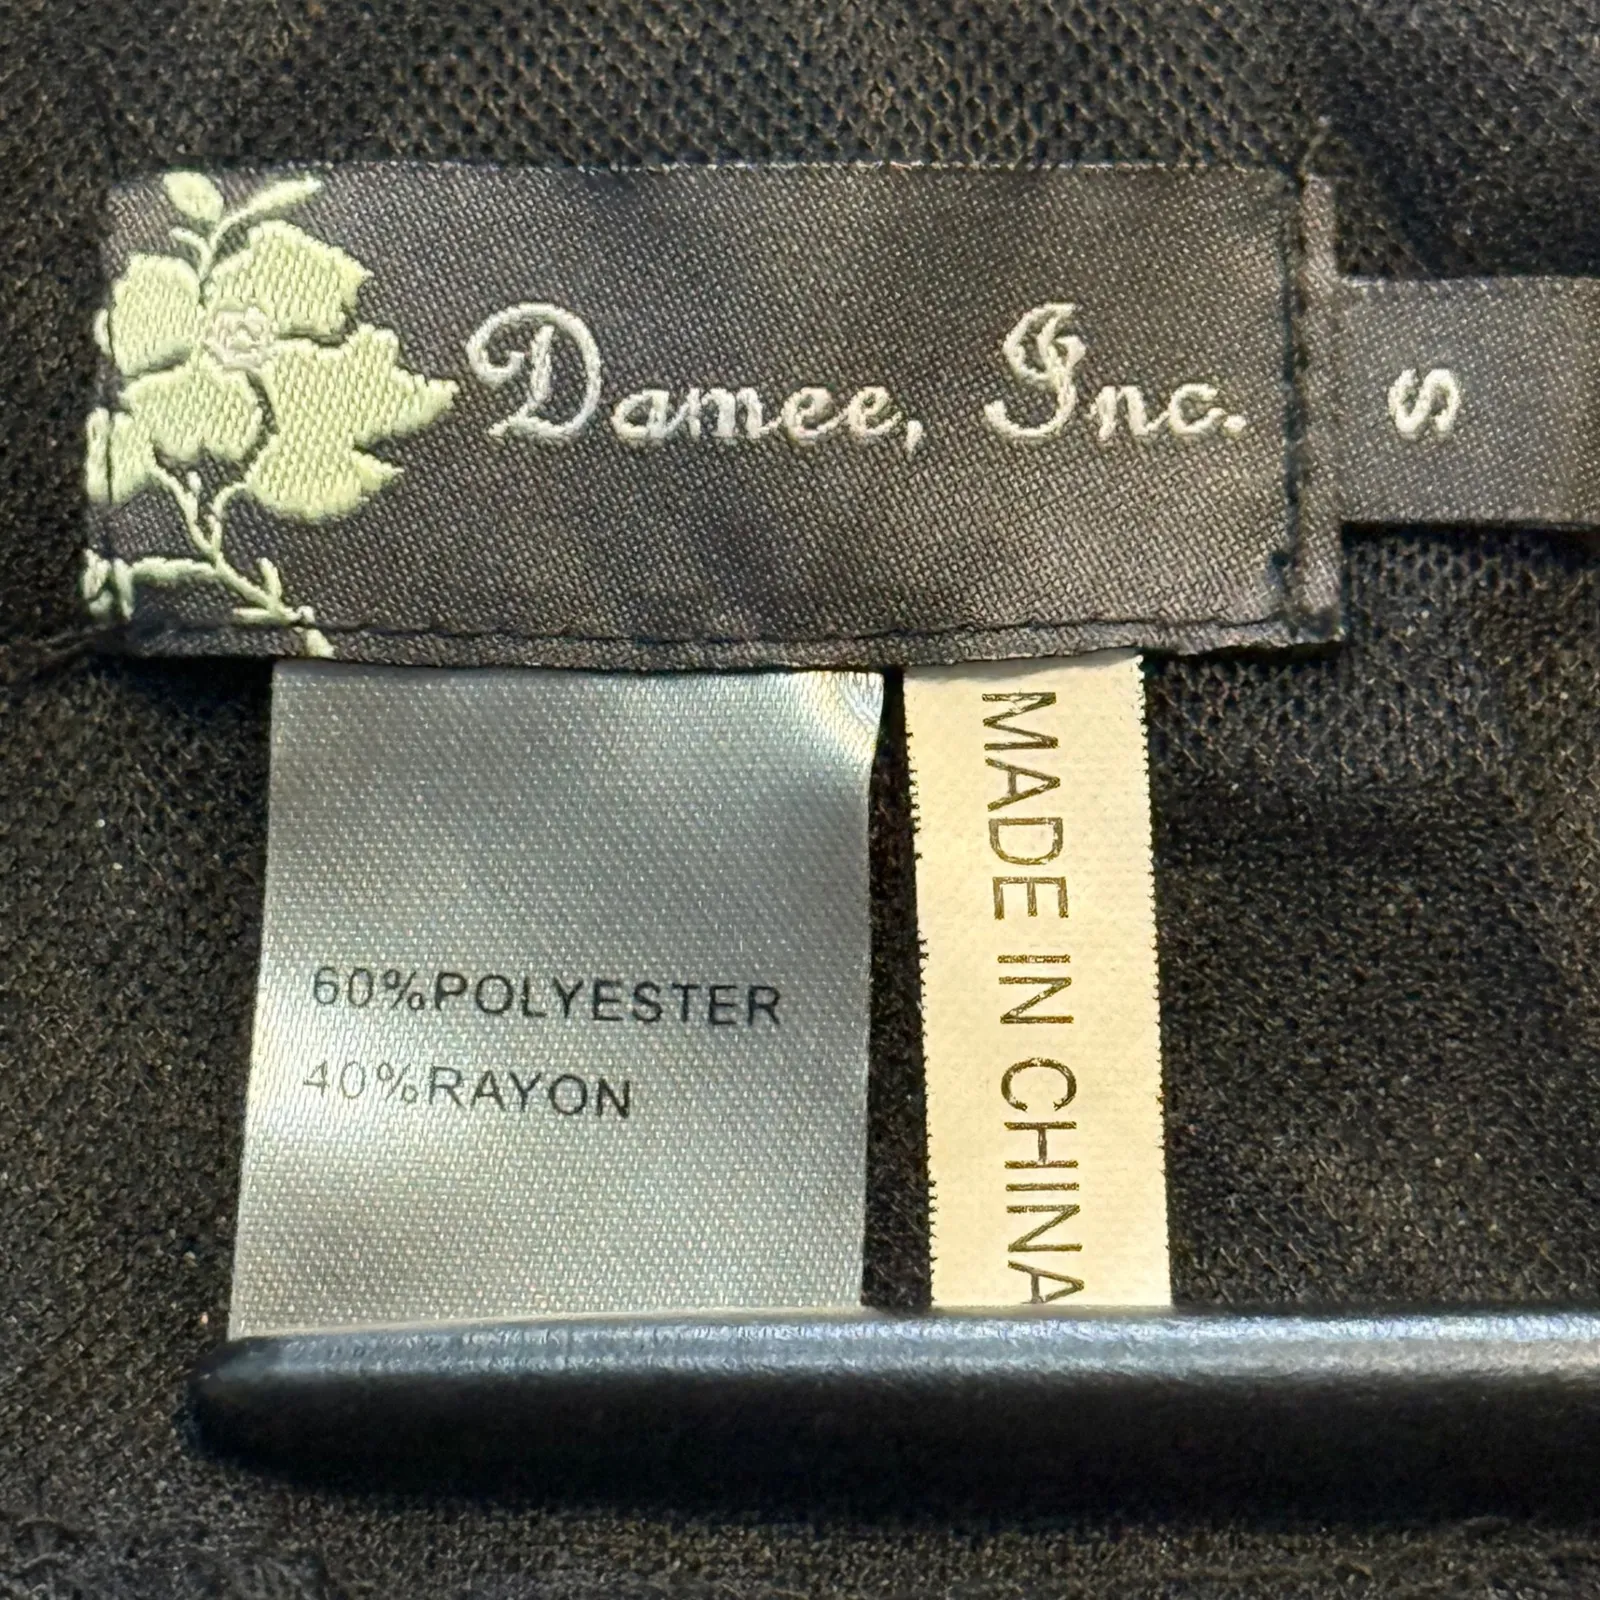 Damee, Inc.
S
60%POLYESTER
40%RAYON
MADE IN CHINA